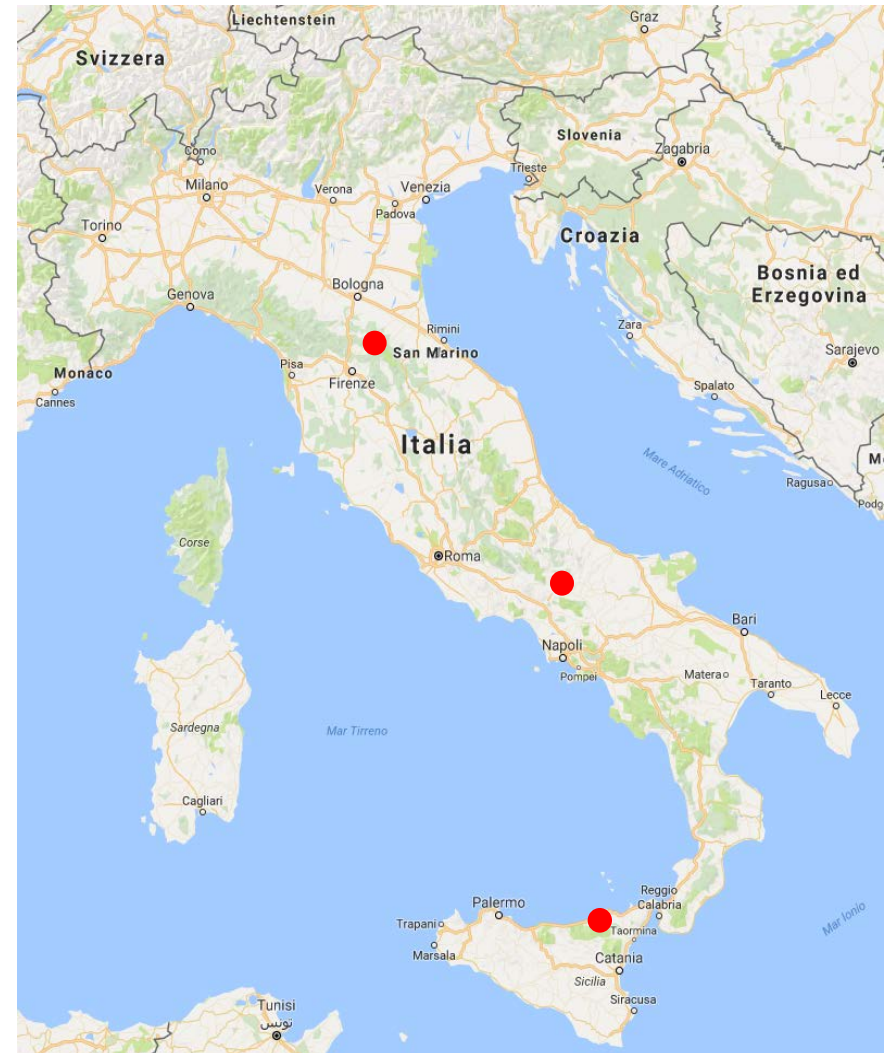 Liechtenstein
Graz
Svizzera
Slovenia
Zagabria
Como
Milano
Verona
Venezia
Trieste
Padova
Torino
Croazia
Bosnia ed
Erzegovina
Bologna
Genova
Zara
Rimini
Sarajevo
San Marino
Pisa
Monaco
Firenze
Cannes
Spalato
Italia
Mare Adriatico
M
Ragusa
Podg
Corse
Roma
Bari
Napoli
Pompei
Matera
Taranto
Lecce
Sardegna
Mar Tirreno
Cagliari
Reggio
Calabria
Palermo
Mar Ionio
Trapani
Taormina
Marsala
Catania
Sicilia
Siracusa
Tunisi
تونس